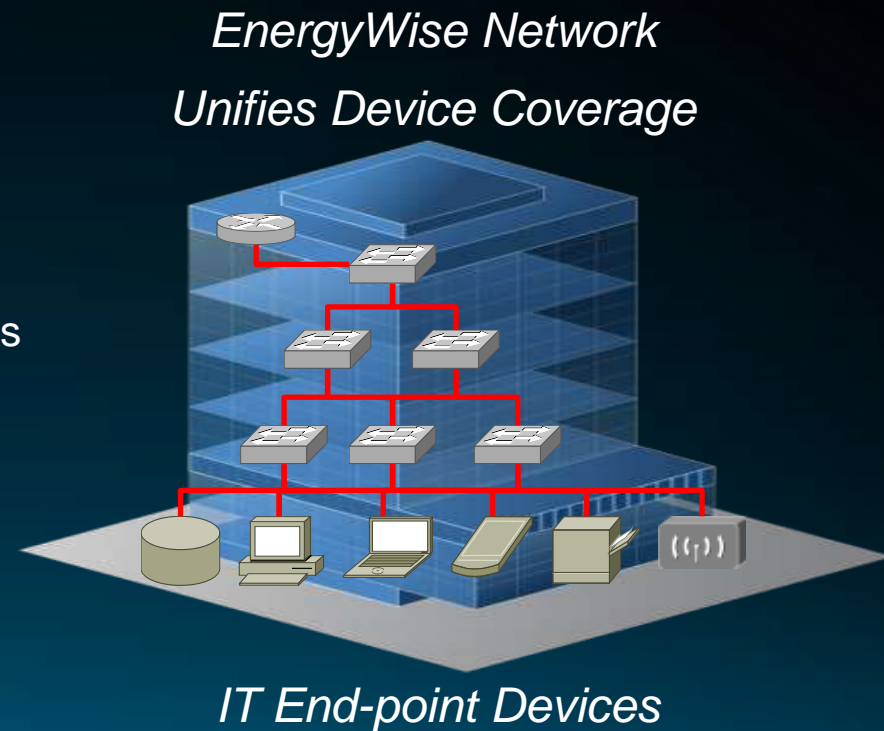 EnergyWise Network
Unifies Device Coverage
s
IT End-point Devices